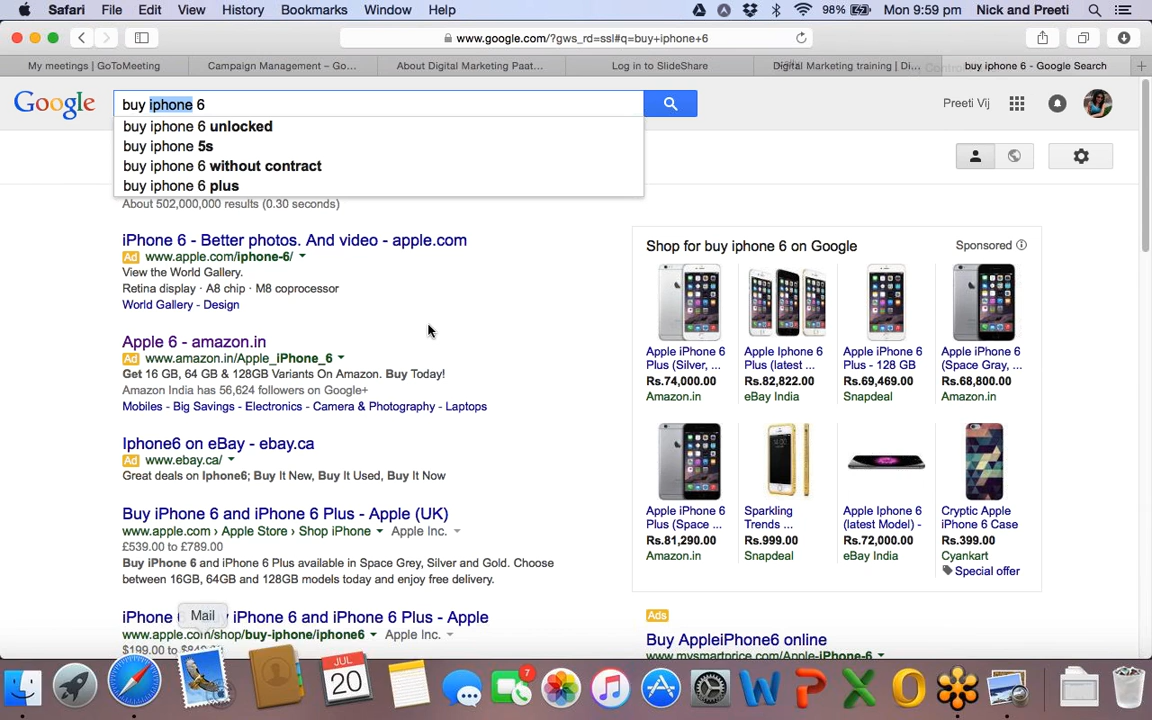 Safari File Edit View History Bookmarks Window Help 98% Mon 9:59 pm Nick and Preeti
www.google.com/?gws_rd=ssl#q=buy+iphone+6
My meetings | GoToMeeting Campaign Management – Go... About Digital Marketing Paat... Log in to SlideShare Digital Marketing training | Di... buy iphone 6 - Google Search
Google buy iphone 6 Preeti Vij
buy iphone 6 unlocked
buy iphone 5s
buy iphone 6 without contract
buy iphone 6 plus
About 502,000,000 results (0.30 seconds)
iPhone 6 - Better photos. And video - apple.com
Ad www.apple.com/iphone-6/
View the World Gallery.
Retina display · A8 chip · M8 coprocessor
World Gallery - Design
Apple 6 - amazon.in
Ad www.amazon.in/Apple_iPhone_6
Get 16 GB, 64 GB & 128GB Variants On Amazon. Buy Today!
Amazon India has 56,624 followers on Google+
Mobiles - Big Savings - Electronics - Camera & Photography - Laptops
Iphone6 on eBay - ebay.ca
Ad www.ebay.ca/
Great deals on Iphone6; Buy It New, Buy It Used, Buy It Now
Buy iPhone 6 and iPhone 6 Plus - Apple (UK)
www.apple.com › Apple Store › Shop iPhone Apple Inc.
£539.00 to £789.00
Buy iPhone 6 and iPhone 6 Plus available in Space Grey, Silver and Gold. Choose
between 16GB, 64GB and 128GB models today and enjoy free delivery.
iPhone iPhone 6 and iPhone 6 Plus - Apple
Mail
www.apple.com/shop/buy-iphone/iphone6 Apple Inc.
$199.00 to
Shop for buy iphone 6 on Google Sponsored
Apple iPhone 6 Apple Iphone 6 Apple iPhone 6 Apple iPhone 6
Plus (Silver, ... Plus (latest ... Plus - 128 GB (Space Gray, ...
Rs.74,000.00 Rs.82,822.00 Rs.69,469.00 Rs.68,800.00
Amazon.in eBay India Snapdeal Amazon.in
Apple iPhone 6 Sparkling Apple Iphone 6 Cryptic Apple
Plus (Space ... Trends ... (latest Model) - iPhone 6 Case
Rs.81,290.00 Rs.999.00 Rs.72,000.00 Rs.399.00
Amazon.in Snapdeal eBay India Cyankart
Special offer
Ads
Buy AppleiPhone6 online
www.mysmartprice.com/Apple-iPhone-6
JUL
20
7
W P X O